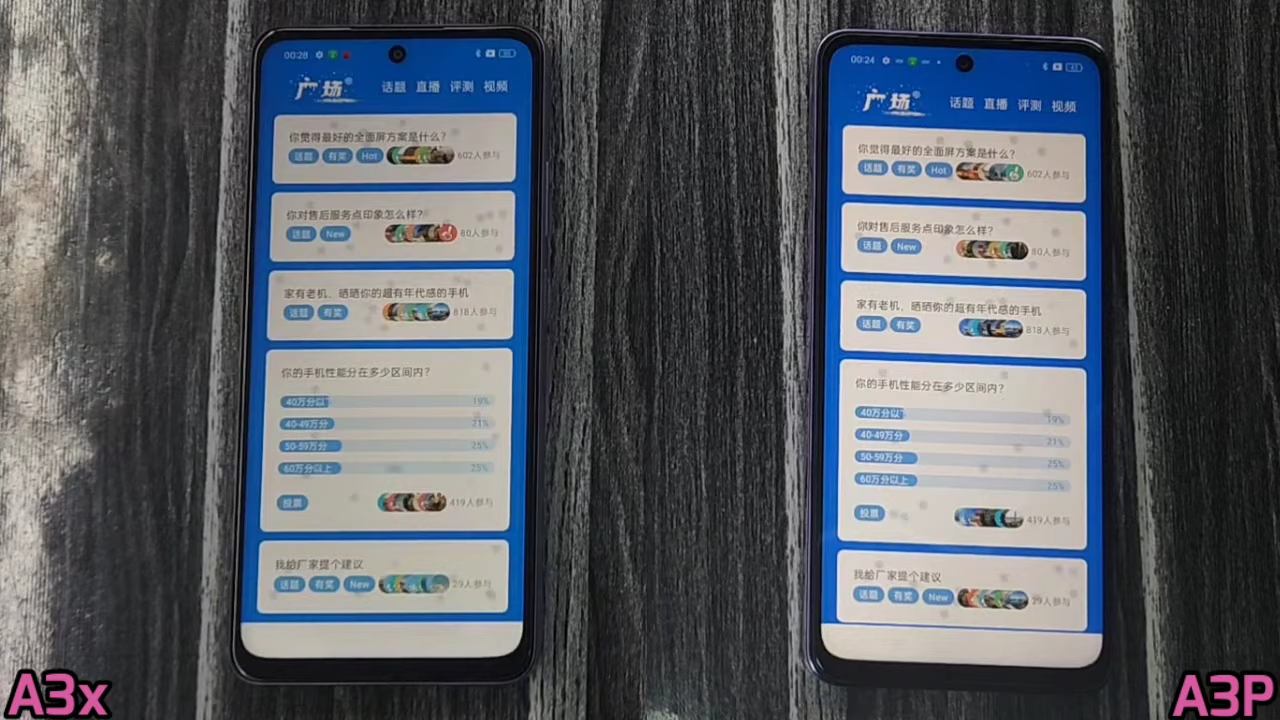 00:28
广场 话题 直播 评测 视频
你觉得最好的全面屏方案是什么?
话题 有奖 Hot 602人参与
你对售后服务点印象怎么样?
话题 New 80人参与
家有老机,晒晒你的超有年代感的手机
话题 有奖 818人参与
你的手机性能分在多少区间内?
40万分以下 19%
40-49万分 21%
50-59万分 25%
60万分以上 25%
投票 419人参与
我给厂家提个建议
话题 有奖 New 29人参与
A3x
00:24
广场 话题 直播 评测 视频
你觉得最好的全面屏方案是什么?
话题 有奖 Hot 602人参与
你对售后服务点印象怎么样?
话题 New 80人参与
家有老机,晒晒你的超有年代感的手机
话题 有奖 818人参与
你的手机性能分在多少区间内?
40万分以下 19%
40-49万分 21%
50-59万分 25%
60万分以上 25%
投票 419人参与
我给厂家提个建议
话题 有奖 New 29人参与
A3P